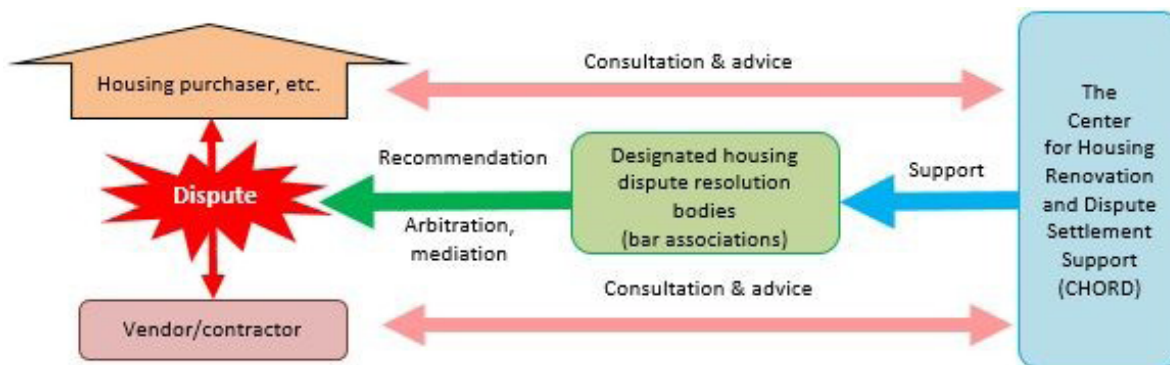 Housing purchaser, etc.
Consultation & advice
Dispute
Recommendation
Arbitration,
mediation
Designated housing
dispute resolution
bodies
(bar associations)
Support
The
Center
for Housing
Renovation
and Dispute
Settlement
Support
(CHORD)
Vendor/contractor
Consultation & advice